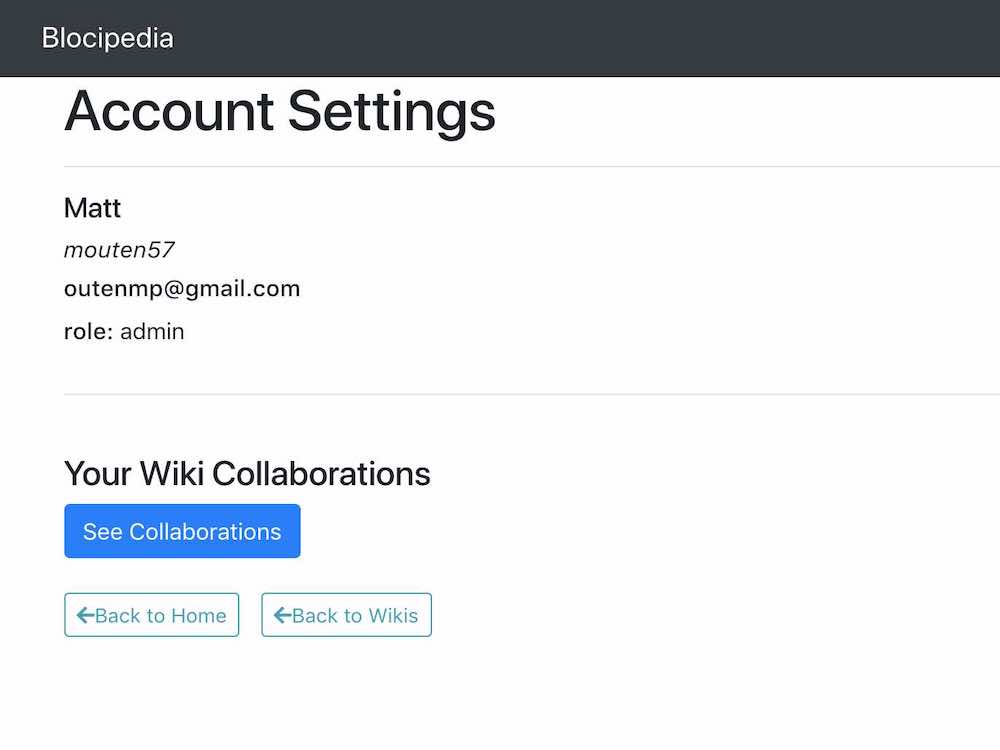 Blocipedia
Account Settings
Matt
mouten57
outenmp@gmail.com
role: admin
Your Wiki Collaborations
See Collaborations
Back to Home
Back to Wikis